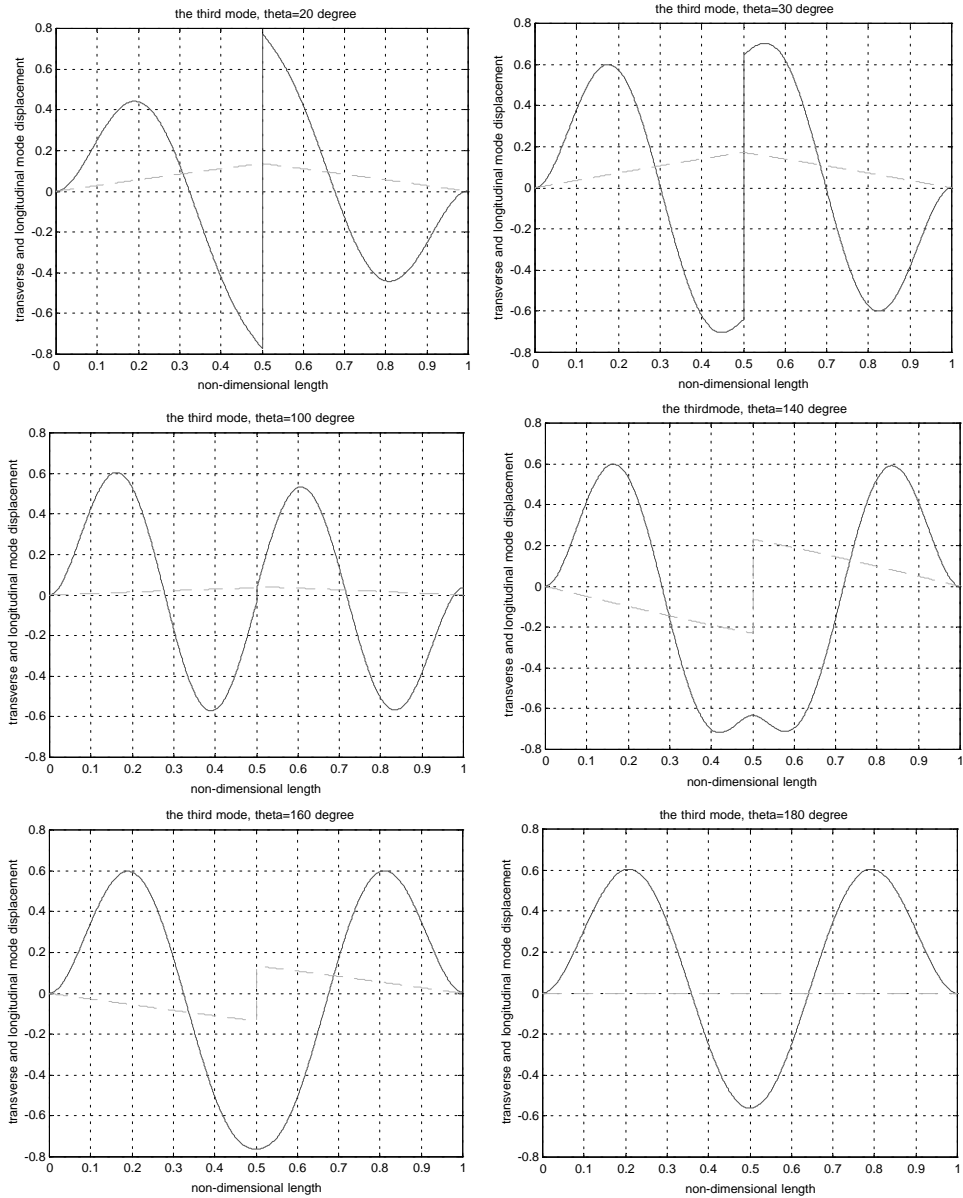 the third mode, theta=20 degree
transverse and longitudinal mode displacement
0.8
0.6
0.4
0.2
0
-0.2
-0.4
-0.6
-0.8
0 0.1 0.2 0.3 0.4 0.5 0.6 0.7 0.8 0.9 1
non-dimensional length
the third mode, theta=30 degree
transverse and longitudinal mode displacement
0.8
0.6
0.4
0.2
0
-0.2
-0.4
-0.6
-0.8
0 0.1 0.2 0.3 0.4 0.5 0.6 0.7 0.8 0.9 1
non-dimensional length
the third mode, theta=100 degree
transverse and longitudinal mode displacement
0.8
0.6
0.4
0.2
0
-0.2
-0.4
-0.6
-0.8
0 0.1 0.2 0.3 0.4 0.5 0.6 0.7 0.8 0.9 1
non-dimensional length
the thirdmode, theta=140 degree
transverse and longitudinal mode displacement
0.8
0.6
0.4
0.2
0
-0.2
-0.4
-0.6
-0.8
0 0.1 0.2 0.3 0.4 0.5 0.6 0.7 0.8 0.9 1
non-dimensional length
the third mode, theta=160 degree
transverse and longitudinal mode displacement
0.8
0.6
0.4
0.2
0
-0.2
-0.4
-0.6
-0.8
0 0.1 0.2 0.3 0.4 0.5 0.6 0.7 0.8 0.9 1
non-dimensional length
the third mode, theta=180 degree
transverse and longitudinal mode displacement
0.8
0.6
0.4
0.2
0
-0.2
-0.4
-0.6
-0.8
0 0.1 0.2 0.3 0.4 0.5 0.6 0.7 0.8 0.9 1
non-dimensional length